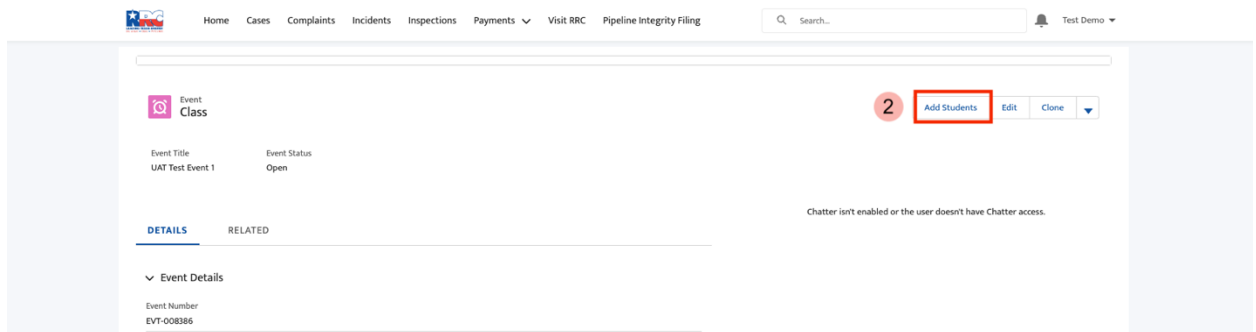 RRC
Home Cases Complaints Incidents Inspections Payments Visit RRC Pipeline Integrity Filing Search... Test Demo
Event
Class
2 Add Students Edit Clone
Event Title Event Status
UAT Test Event 1 Open
Chatter isn't enabled or the user doesn't have Chatter access.
DETAILS RELATED
Event Details
Event Number
EVT-008386